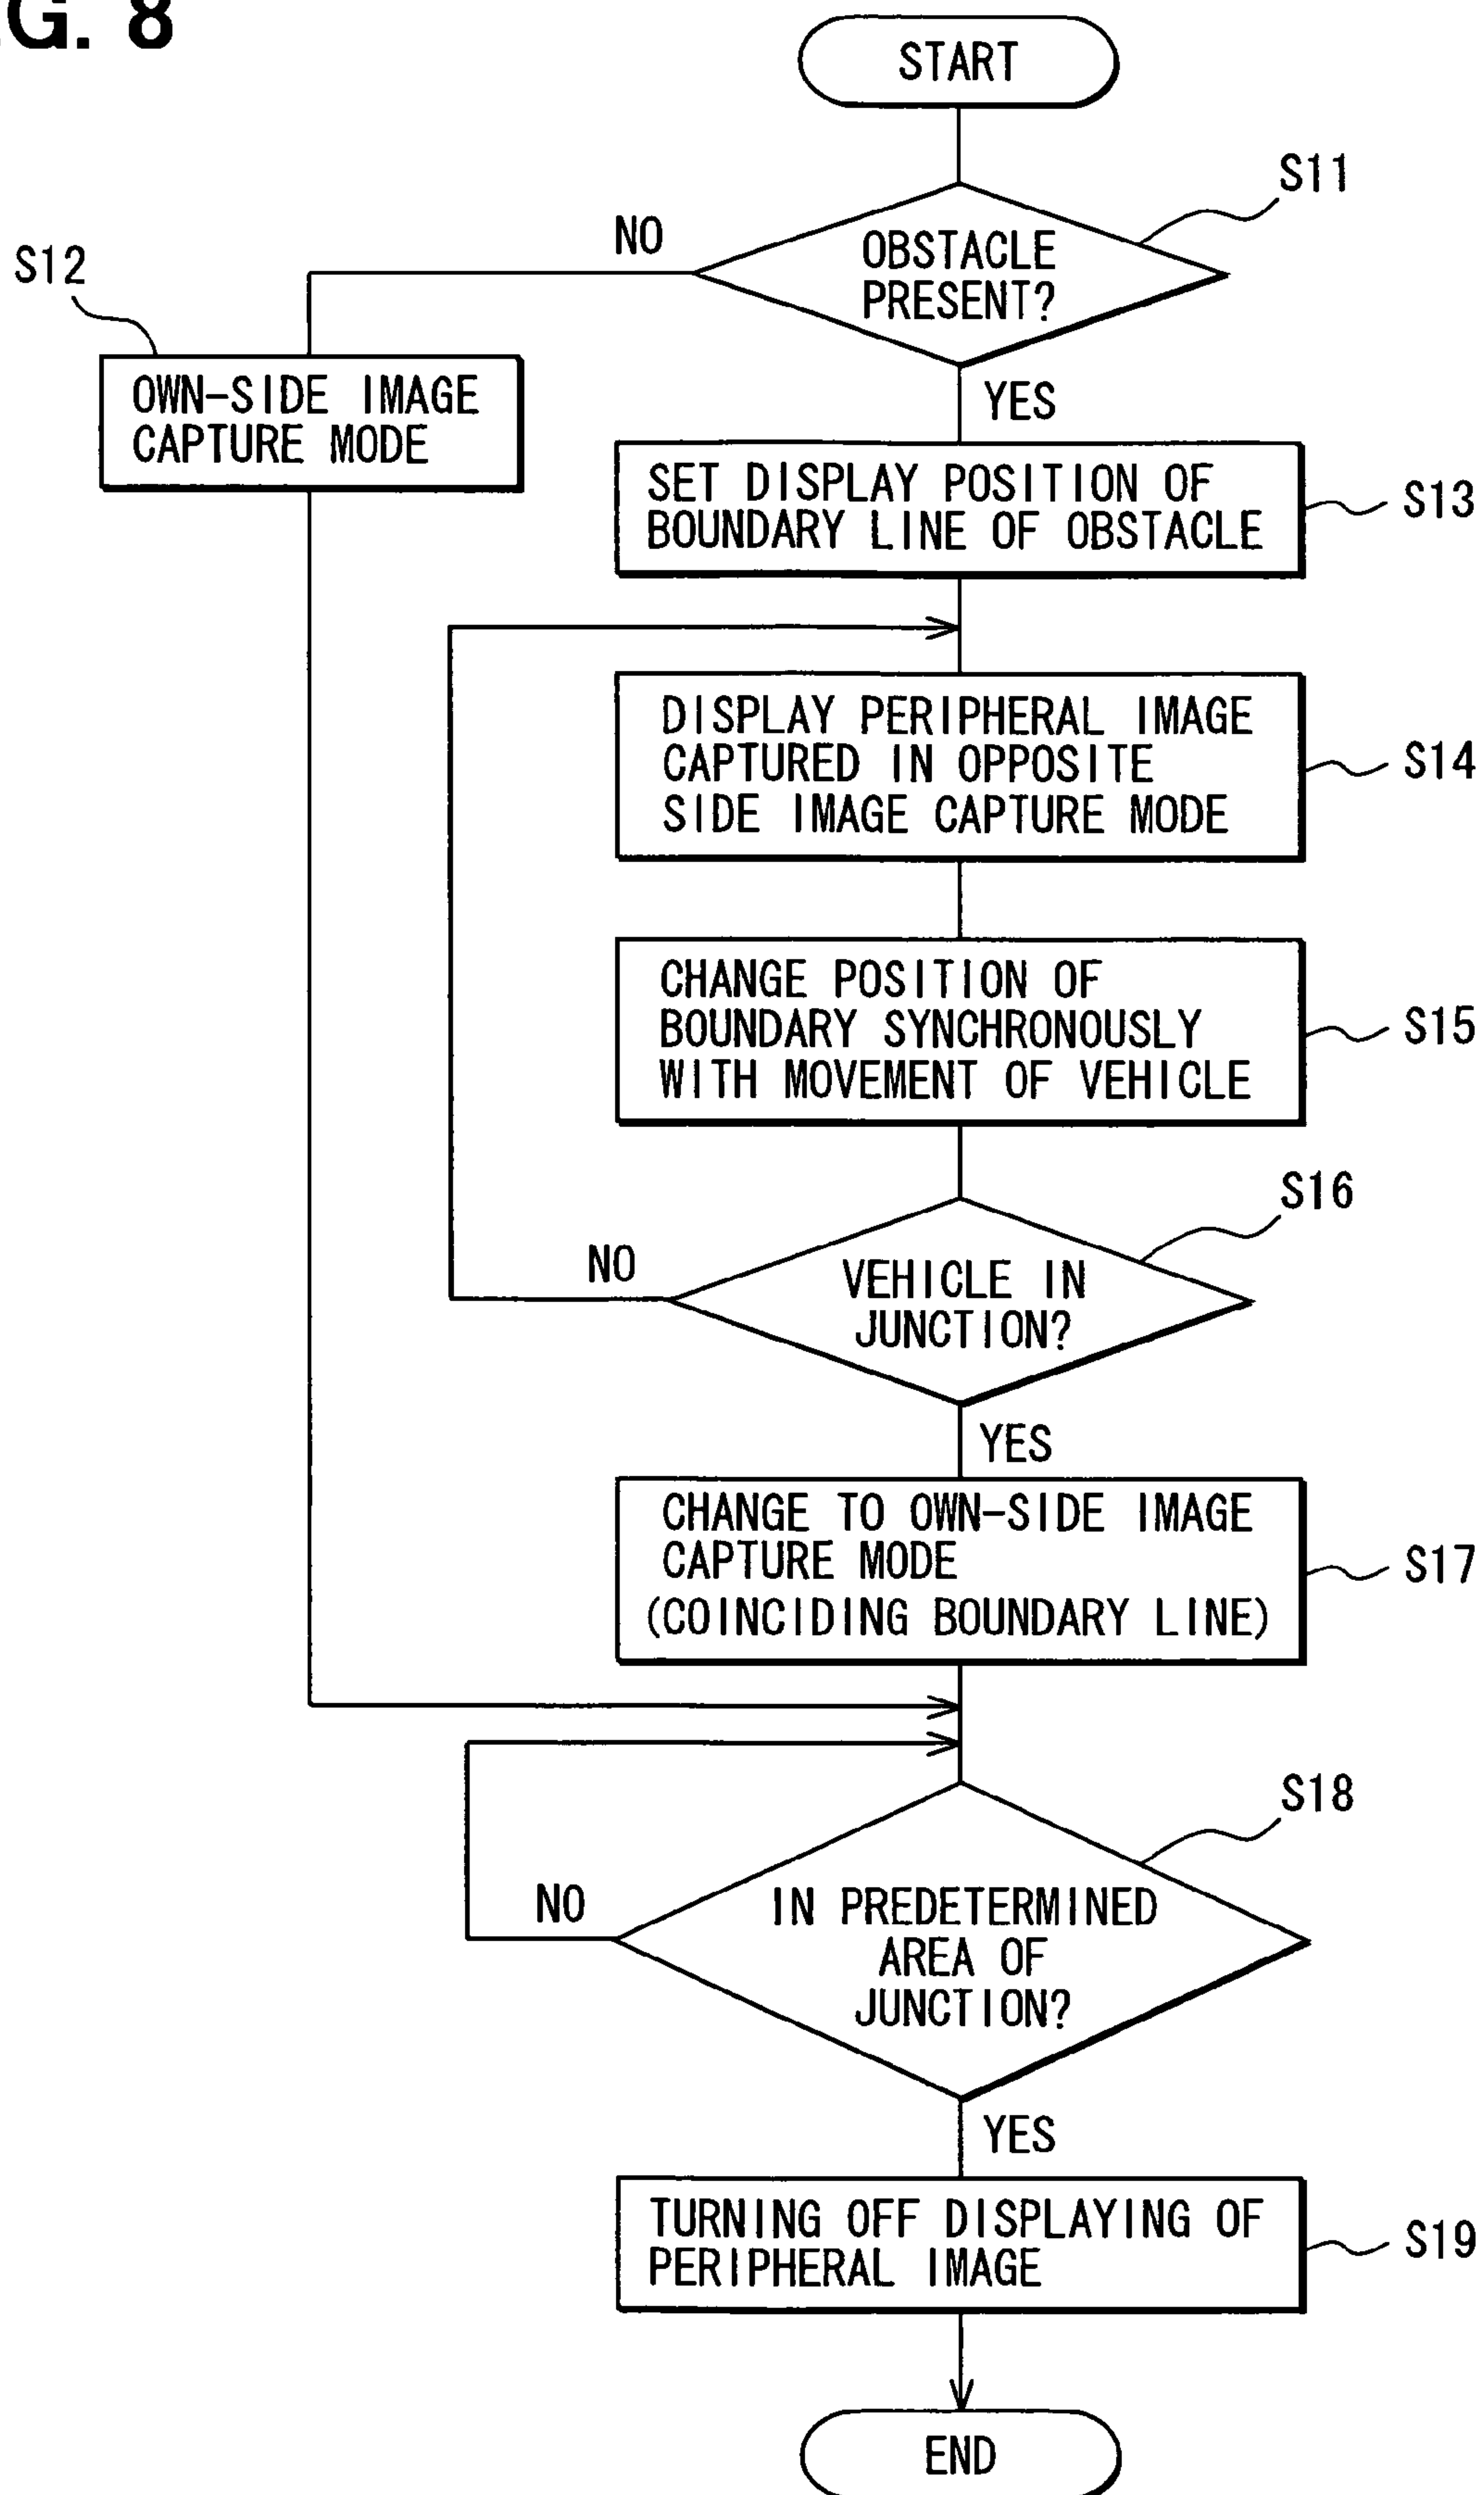 G. 8
START
S11
NO
OBSTACLE
PRESENT?
S12
OWN-SIDE IMAGE
CAPTURE MODE
YES
SET DISPLAY POSITION OF
BOUNDARY LINE OF OBSTACLE
S13
DISPLAY PERIPHERAL IMAGE
CAPTURED IN OPPOSITE
SIDE IMAGE CAPTURE MODE
S14
CHANGE POSITION OF
BOUNDARY SYNCHRONOUSLY
WITH MOVEMENT OF VEHICLE
S15
S16
NO
VEHICLE IN
JUNCTION?
YES
CHANGE TO OWN-SIDE IMAGE
CAPTURE MODE
(COINCIDING BOUNDARY LINE)
S17
S18
NO
IN PREDETERMINED
AREA OF
JUNCTION?
YES
TURNING OFF DISPLAYING OF
PERIPHERAL IMAGE
S19
END